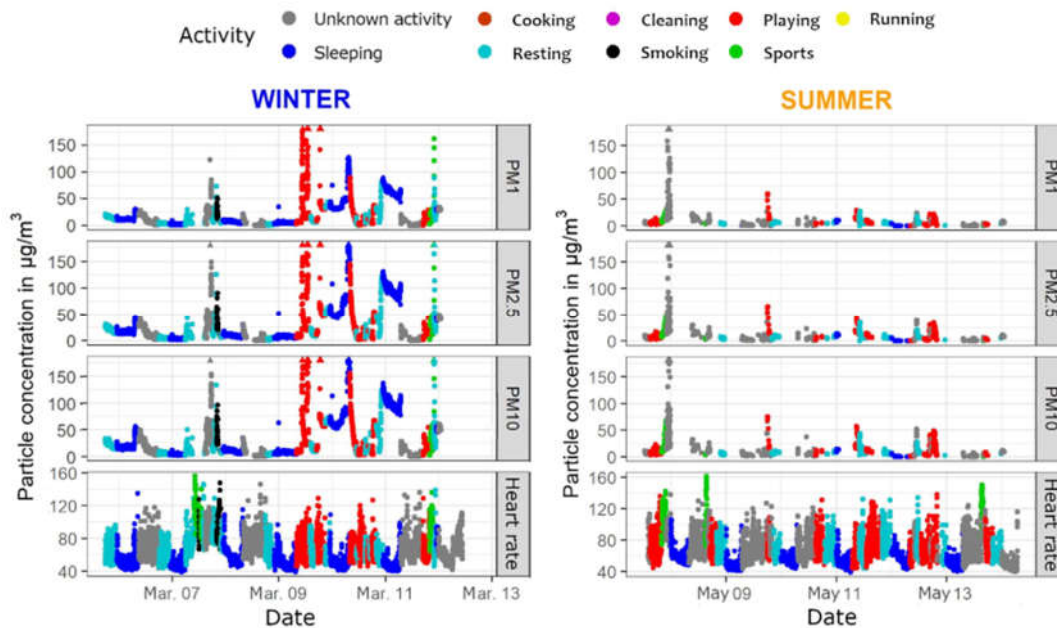 Activity
Unknown activity Cooking Cleaning Playing Running
Sleeping Resting Smoking Sports
WINTER SUMMER
Particle concentration in µg/m³
150
100
50
0
PM1
150
100
50
0
PM2.5
150
100
50
0
PM10
160
120
80
40
Heart rate
Mar. 07 Mar. 09 Mar. 11 Mar. 13
Date
Particle concentration in µg/m³
150
100
50
0
PM1
150
100
50
0
PM2.5
150
100
50
0
PM10
160
120
80
40
Heart rate
May 09 May 11 May 13
Date